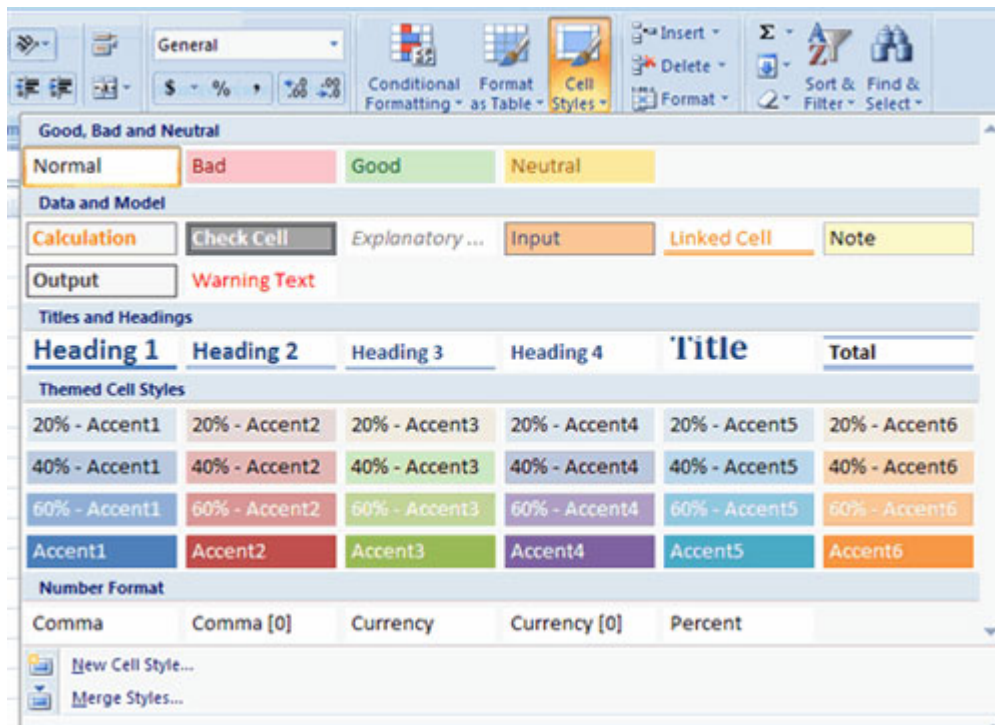 General
Insert
Delete
Format
$ % ,
Σ
Conditional Formatting
Format as Table
Cell Styles
Sort & Filter
Find & Select
Good, Bad and Neutral
Normal Bad Good Neutral
Data and Model
Calculation Check Cell Explanatory ... Input Linked Cell Note
Output Warning Text
Titles and Headings
Heading 1 Heading 2 Heading 3 Heading 4 Title Total
Themed Cell Styles
20% - Accent1 20% - Accent2 20% - Accent3 20% - Accent4 20% - Accent5 20% - Accent6
40% - Accent1 40% - Accent2 40% - Accent3 40% - Accent4 40% - Accent5 40% - Accent6
60% - Accent1 60% - Accent2 60% - Accent3 60% - Accent4 60% - Accent5 60% - Accent6
Accent1 Accent2 Accent3 Accent4 Accent5 Accent6
Number Format
Comma Comma [0] Currency Currency [0] Percent
New Cell Style...
Merge Styles...